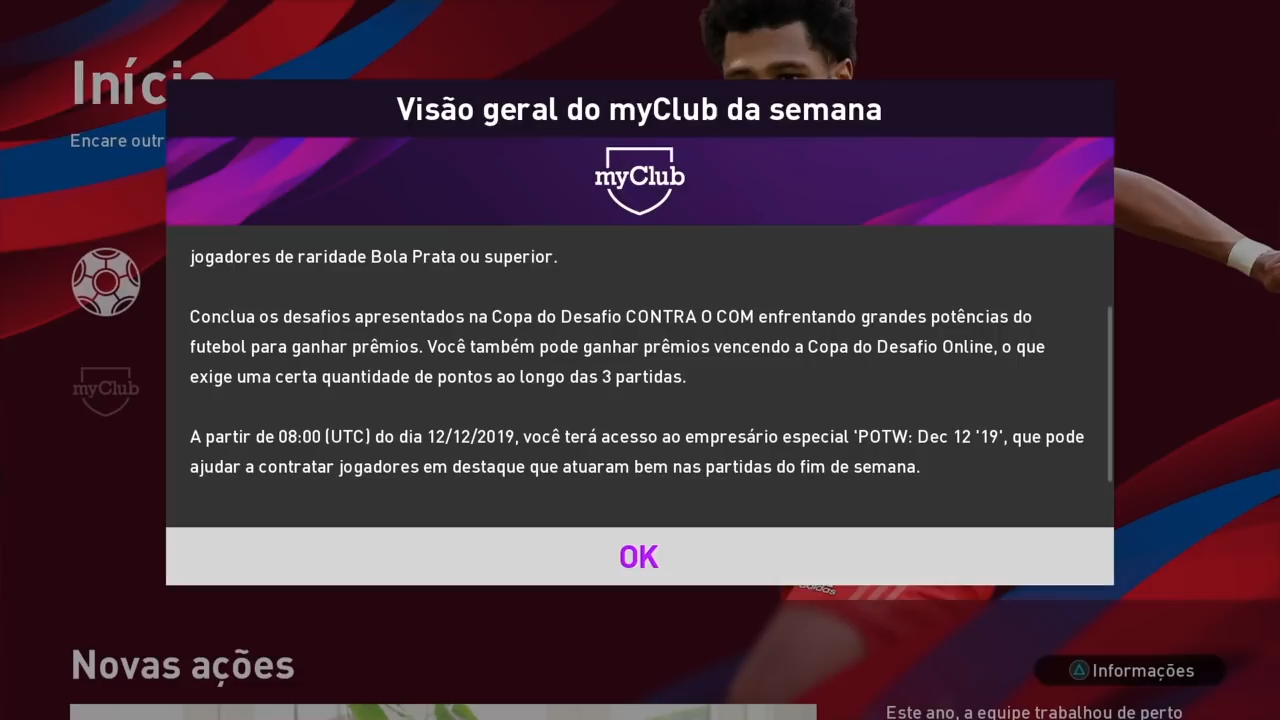 Iníci
Encare outr
Visão geral do myClub da semana
myClub
jogadores de raridade Bola Prata ou superior.
Conclua os desafios apresentados na Copa do Desafio CONTRA O COM enfrentando grandes potências do
futebol para ganhar prêmios. Você também pode ganhar prêmios vencendo a Copa do Desafio Online, o que
exige uma certa quantidade de pontos ao longo das 3 partidas.
A partir de 08:00 (UTC) do dia 12/12/2019, você terá acesso ao empresário especial 'POTW: Dec 12 '19', que pode
ajudar a contratar jogadores em destaque que atuaram bem nas partidas do fim de semana.
OK
myClub
adidas
Novas ações
Informações
Este ano, a equipe trabalhou de perto